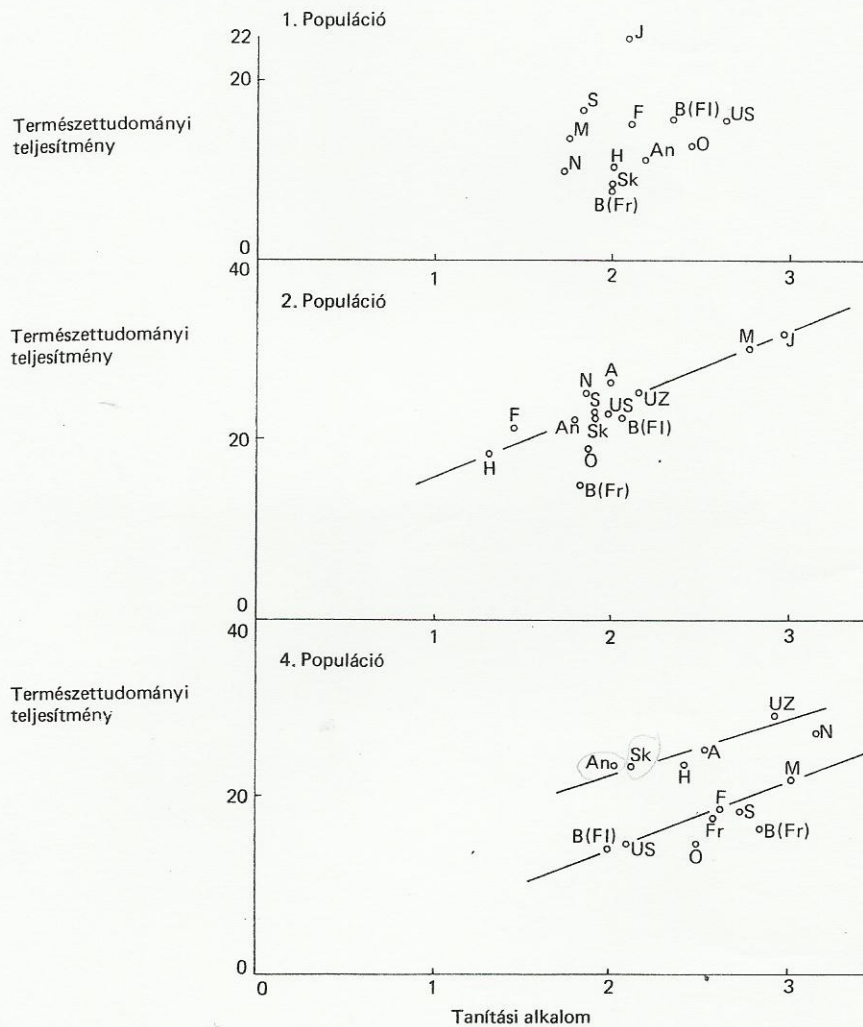 1. Populáció
22
20
0
Természettudományi
teljesítmény
J
S
F
B(Fl)
US
M
An
O
N
H
Sk
B(Fr)
1
2
3
2. Populáció
40
20
0
Természettudományi
teljesítmény
M
J
A
N
UZ
S
US
F
An
Sk
B(Fl)
O
H
B(Fr)
1
2
3
4. Populáció
40
20
0
Természettudományi
teljesítmény
UZ
N
An
Sk
A
H
M
F
S
Fr
B(Fr)
B(Fl)
US
O
0
1
2
3
Tanítási alkalom